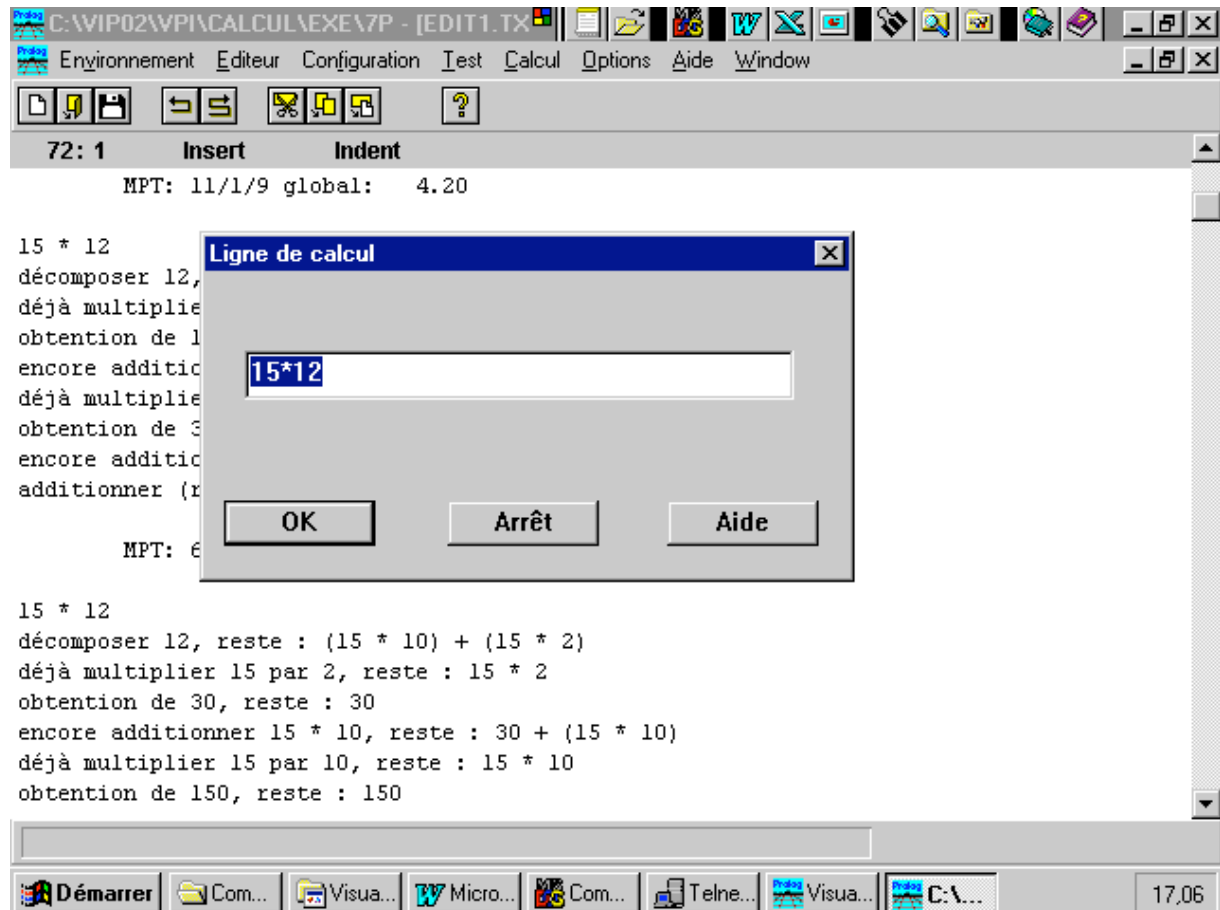 C:\VIP02\VPI\CALCUL\EXE\7P - [EDIT1.TX
Environnement Editeur Configuration Test Calcul Options Aide Window
72: 1 Insert Indent
MPT: 11/1/9 global: 4.20
15 * 12
décomposer 12,
déjà multiplie
obtention de 1
encore additio
déjà multiplie
obtention de 3
encore additio
additionner (r
MPT: 6
Ligne de calcul
15*12
OK Arrêt Aide
15 * 12
décomposer 12, reste : (15 * 10) + (15 * 2)
déjà multiplier 15 par 2, reste : 15 * 2
obtention de 30, reste : 30
encore additionner 15 * 10, reste : 30 + (15 * 10)
déjà multiplier 15 par 10, reste : 15 * 10
obtention de 150, reste : 150
Démarrer Com... Visua... Micro... Com... Telne... Prolog Visua... Prolog C:\... 17,06